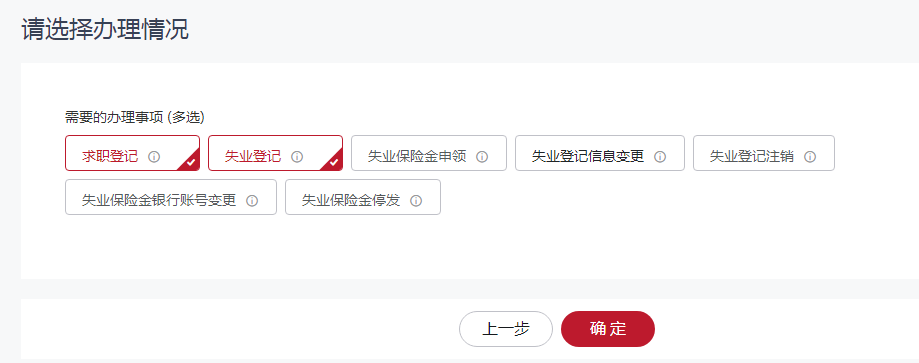 请选择办理情况
需要的办理事项 (多选)
求职登记 失业登记 失业保险金申领 失业登记信息变更 失业登记注销
失业保险金银行账号变更 失业保险金停发
上一步 确 定